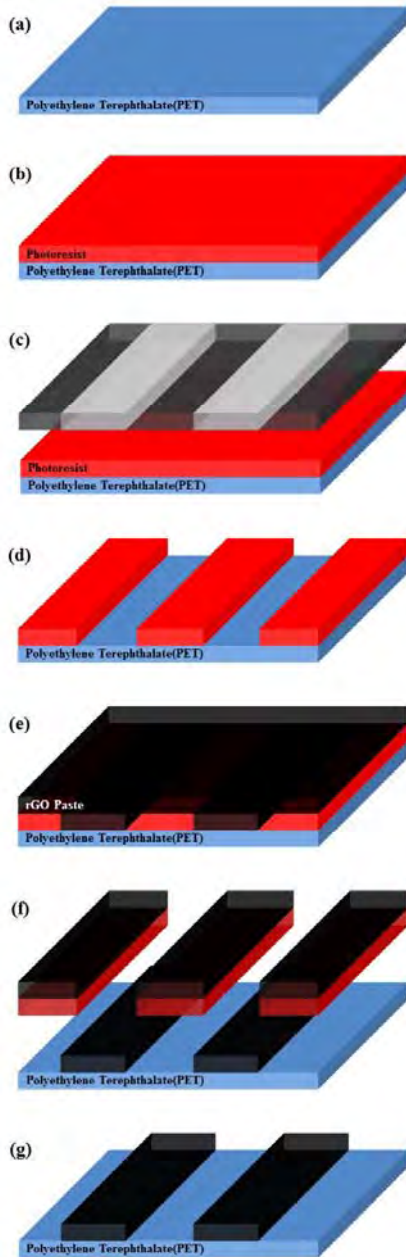 (a)
Polyethylene Terephthalate(PET)
(b)
Photoresist
Polyethylene Terephthalate(PET)
(c)
Photoresist
Polyethylene Terephthalate(PET)
(d)
Polyethylene Terephthalate(PET)
(e)
rGO Paste
Polyethylene Terephthalate(PET)
(f)
Polyethylene Terephthalate(PET)
(g)
Polyethylene Terephthalate(PET)